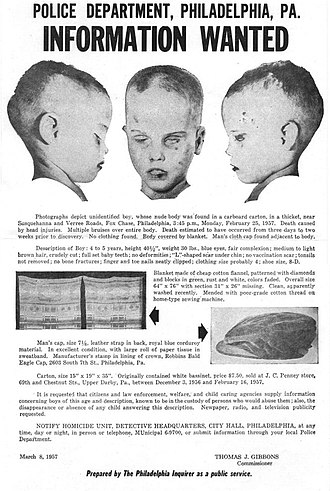 POLICE DEPARTMENT, PHILADELPHIA, PA.
INFORMATION WANTED
Photographs depict unidentified boy, whose nude body was found in a carboard carton, in a thicket, near
Susquehanna and Verree Roads, Fox Chase, Philadelphia, 3:45 p.m., Monday, February 25, 1957. Death caused
by head injuries. Multiple bruises over entire body. Death estimated to have occurred from three days to two
weeks prior to discovery. No clothing found. Body covered by blanket. Man's cloth cap found adjacent to body.
Description of Boy: 4 to 5 years, height 40½", weight 30 lbs., blue eyes, fair complexion; medium to light
brown hair, crudely cut; full set baby teeth; no deformities; "L"-shaped scar under chin; no vaccination scar; tonsils
not removed; no bone fractures; finger and toe nails neatly clipped; clothing size probably 4; shoe size, 8-D.
Blanket made of cheap cotton flannel, patterned with diamonds
and blocks in green, rust and white, colors faded. Overall size
64" x 76" with section 31" x 26" missing. Clean, apparently
washed recently. Mended with poor-grade cotton thread on
home-type sewing machine.
Man's cap, size 7⅛, leather strap in back, royal blue corduroy
material. In excellent condition, with large roll of paper tissue in
sweatband. Manufacturer's stamp in lining of crown, Robbins Bald
Eagle Cap, 2603 South 7th St., Philadelphia, Pa.
Carton, size 15" x 19" x 35". Originally contained white bassinet, price $7.50, sold at J. C. Penney store,
69th and Chestnut Sts., Upper Darby, Pa., between December 3, 1956 and February 16, 1957.
It is requested that citizens and law enforcement, welfare, and child caring agencies supply information
concerning boys of this age and description, known to be in the custody of persons who would abuse them; also, the
disappearance or absence of any child answering this description. Newspaper, radio, and television publicity
requested.
NOTIFY HOMICIDE UNIT, DETECTIVE HEADQUARTERS, CITY HALL, PHILADELPHIA, at any
time, day or night, in person or telephone, MUnicipal 6-9700, or submit information through your local Police
Department.
March 8, 1957
THOMAS J. GIBBONS
Commissioner
Prepared by The Philadelphia Inquirer as a public service.